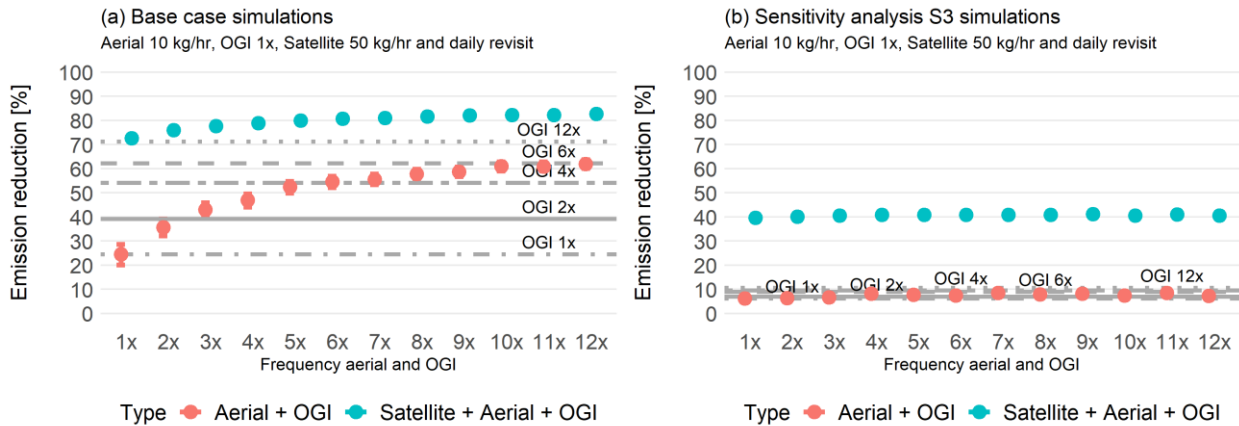 (a) Base case simulations
Aerial 10 kg/hr, OGI 1x, Satellite 50 kg/hr and daily revisit
Emission reduction [%]
100
90
80
70
60
50
40
30
20
10
0
OGI 12x
OGI 6x
OGI 4x
OGI 2x
OGI 1x
1x 2x 3x 4x 5x 6x 7x 8x 9x 10x 11x 12x
Frequency aerial and OGI
Type Aerial + OGI Satellite + Aerial + OGI
(b) Sensitivity analysis S3 simulations
Aerial 10 kg/hr, OGI 1x, Satellite 50 kg/hr and daily revisit
Emission reduction [%]
100
90
80
70
60
50
40
30
20
10
0
OGI 1x OGI 2x OGI 4x OGI 6x OGI 12x
1x 2x 3x 4x 5x 6x 7x 8x 9x 10x 11x 12x
Frequency aerial and OGI
Type Aerial + OGI Satellite + Aerial + OGI